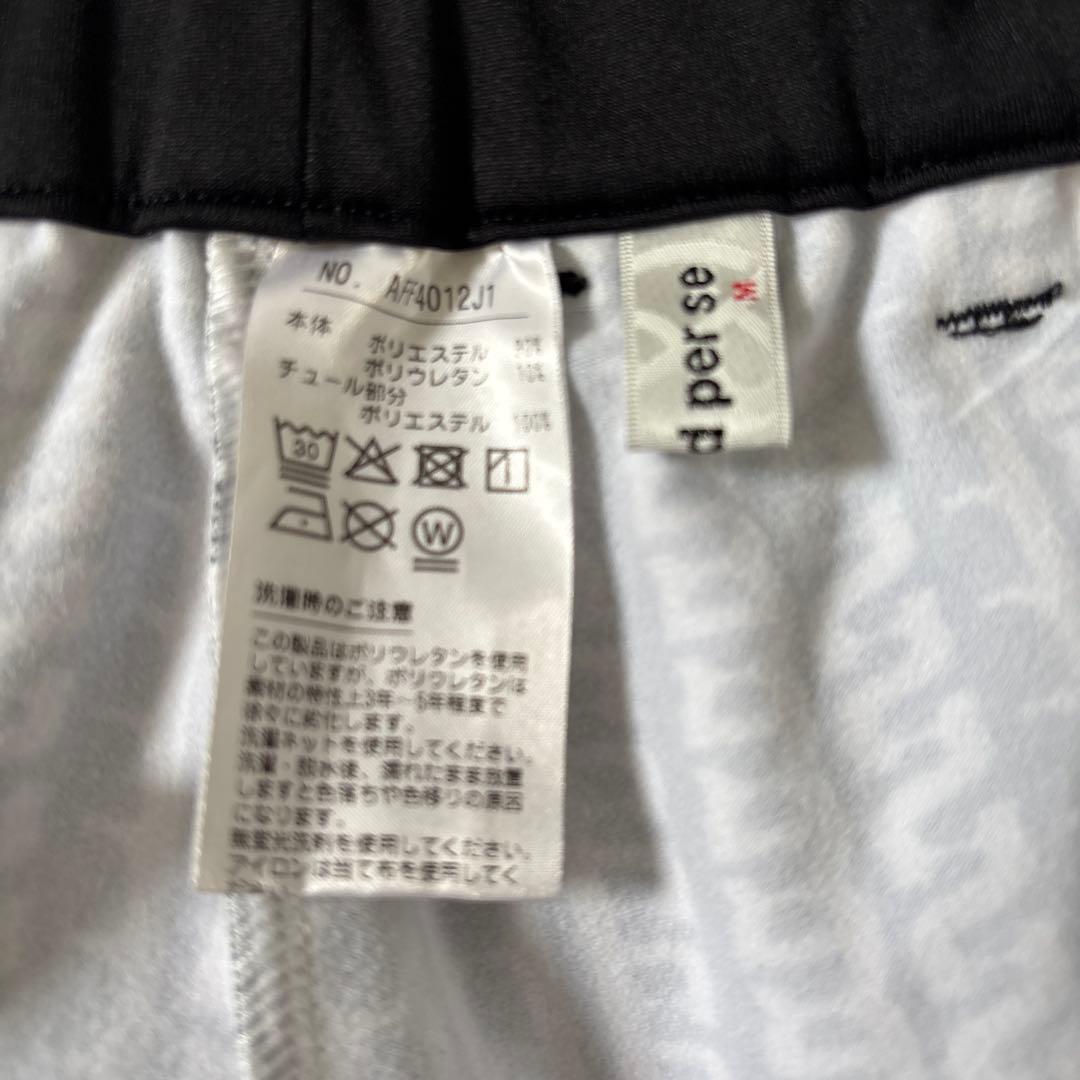 NO. AFF4012J1
本体
ポリエステル
ポリウレタン 10%
チュール部分
ポリエステル 100%
30
W
洗濯時のご注意
この製品はポリウレタンを使用
していますが、ポリウレタンは
素材の特性上3年〜5年程度で
徐々に劣化します。
洗濯ネットを使用してください。
洗濯・脱水後、濡れたまま放置
しますと色落ちや色移りの原因
になります。
無蛍光洗剤を使用してください。
アイロンは当て布を使用してく
d per se
M